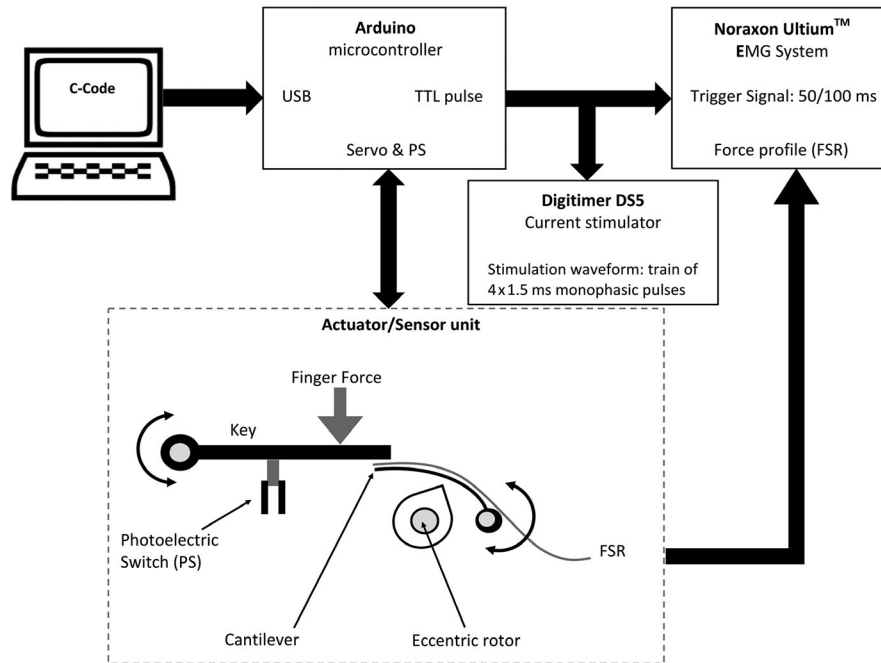 C-Code
Arduino
microcontroller
USB
TTL pulse
Servo & PS
Noraxon Ultium™
EMG System
Trigger Signal: 50/100 ms
Force profile (FSR)
Digitimer DS5
Current stimulator
Stimulation waveform: train of
4x1.5 ms monophasic pulses
Actuator/Sensor unit
Finger Force
Key
Photoelectric
Switch (PS)
FSR
Cantilever
Eccentric rotor